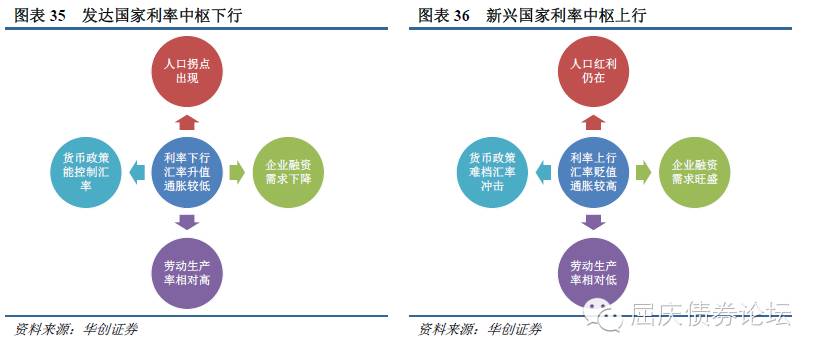 图表 35 发达国家利率中枢下行
人口拐点
出现
货币政策
能控制汇
率
利率下行
汇率升值
通胀较低
企业融资
需求下降
劳动生产
率相对高
资料来源：华创证券
图表 36 新兴国家利率中枢上行
人口红利
仍在
货币政策
难档汇率
冲击
利率上行
汇率贬值
通胀较高
企业融资
需求旺盛
劳动生产
率相对低
资料来源：华创证券
屈庆债券论坛